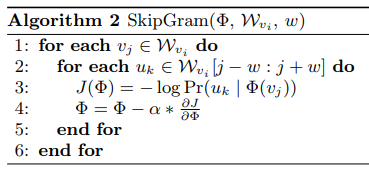 Algorithm 2 SkipGram(Φ, 𝒲_{v_i}, w)
1: for each v_j ∈ 𝒲_{v_i} do
2: for each u_k ∈ 𝒲_{v_i}[j − w : j + w] do
3: J(Φ) = − log Pr(u_k | Φ(v_j))
4: Φ = Φ − α * ∂J/∂Φ
5: end for
6: end for